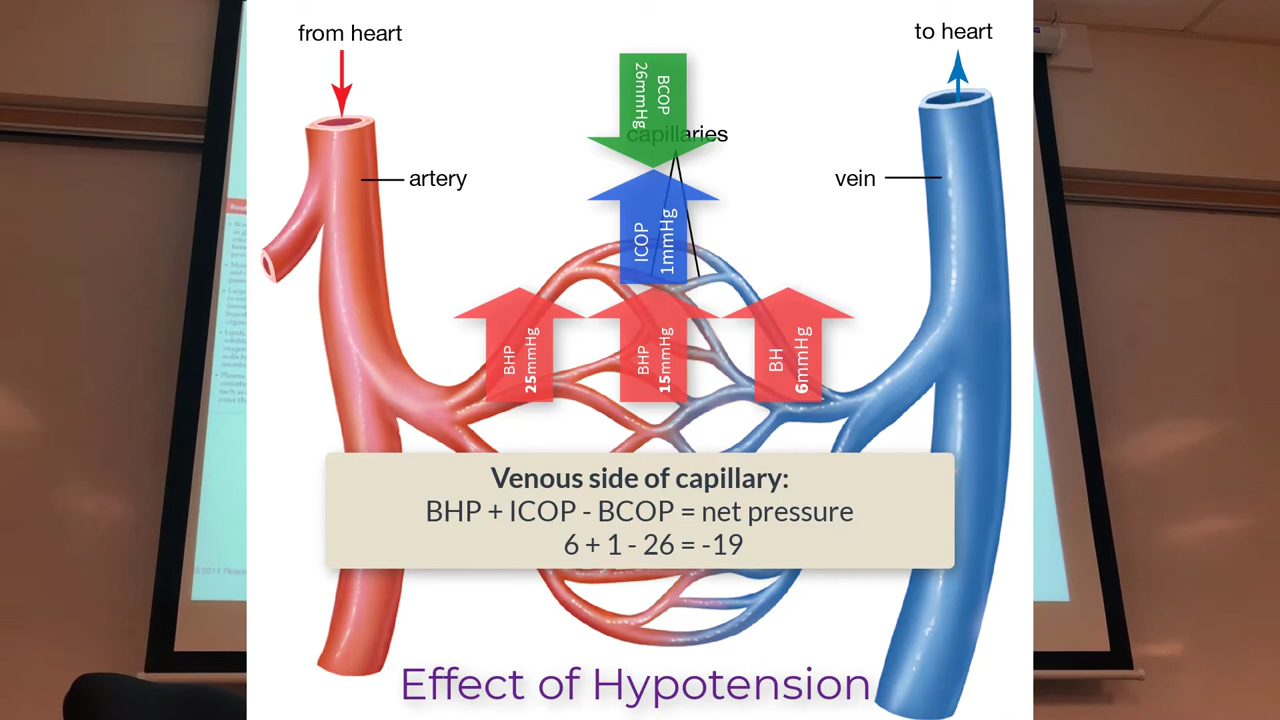 from heart
to heart
BCOP
26mmHg
capillaries
artery
vein
ICOP
1mmHg
BHP
25mmHg
BHP
15mmHg
BH
6mmHg
Venous side of capillary:
BHP + ICOP - BCOP = net pressure
6 + 1 - 26 = -19
Effect of Hypotension